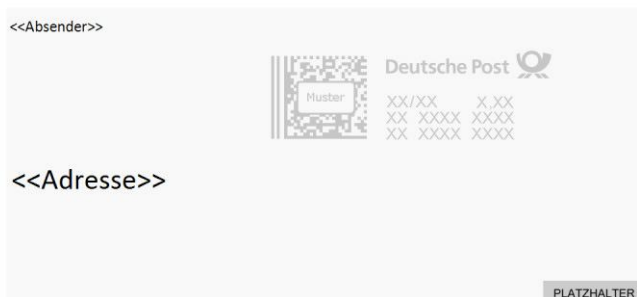 <<Absender>>
Deutsche Post
Muster
XX/XX X,XX
XX XXXX XXXX
XX XXXX XXXX
<<Adresse>>
PLATZHALTER